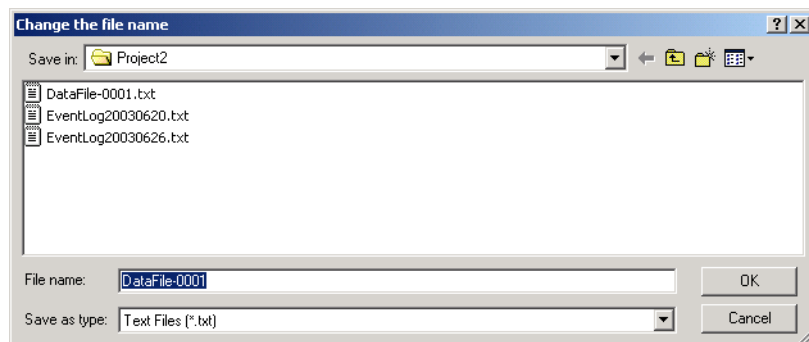 Change the file name
Save in: Project2
DataFile-0001.txt
EventLog20030620.txt
EventLog20030626.txt
File name: DataFile-0001 OK
Save as type: Text Files (*.txt) Cancel